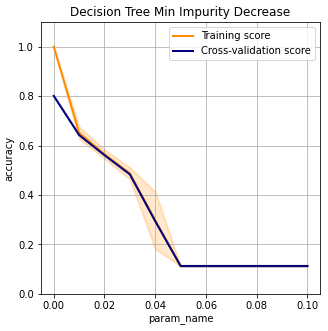 Decision Tree Min Impurity Decrease
Training score
Cross-validation score
accuracy
1.0
0.8
0.6
0.4
0.2
0.0
0.00 0.02 0.04 0.06 0.08 0.10
param_name